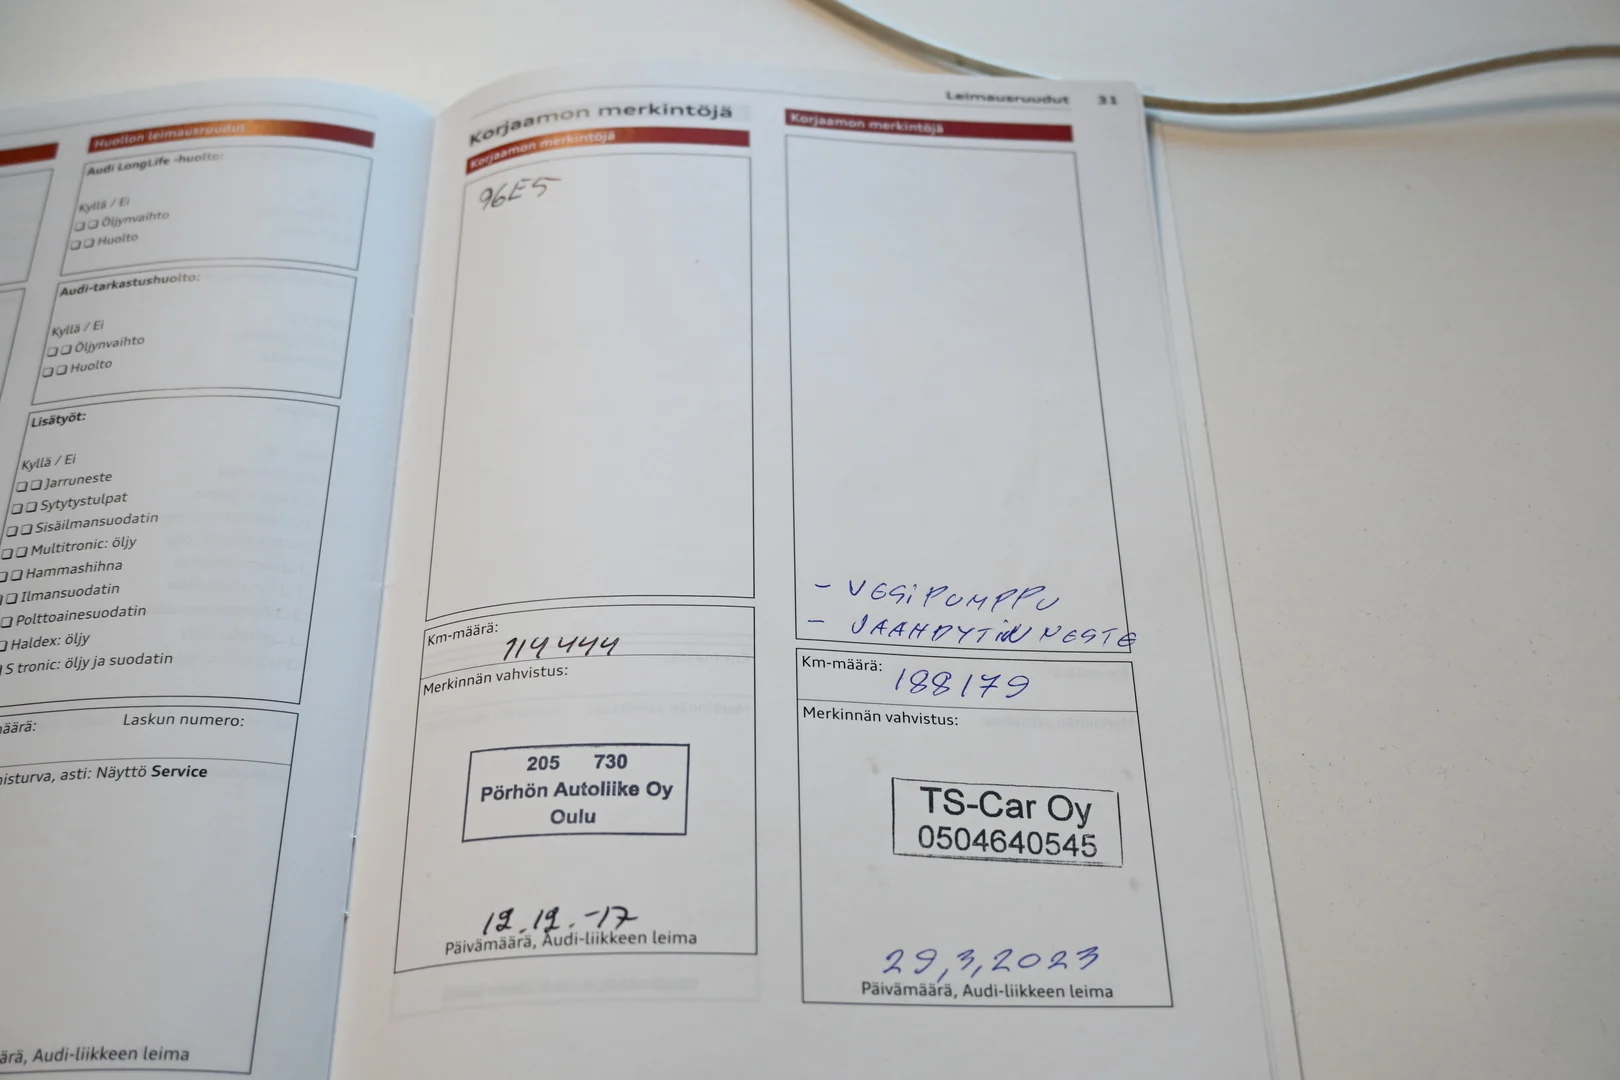 Huollon leimausruudut
Audi LongLife -huolto:
Kyllä / Ei
Öljynvaihto
Huolto
Audi-tarkastushuolto:
Kyllä / Ei
Öljynvaihto
Huolto
Lisätyöt:
Kyllä / Ei
Jarruneste
Sytytystulpat
Sisäilmansuodatin
Multitronic: öljy
Hammashihna
Ilmansuodatin
Polttoainesuodatin
Haldex: öljy
S tronic: öljy ja suodatin
Laskun numero:
asti: Näyttö Service
Audi-liikkeen leima
Leimausruudut 31
Korjaamon merkintöjä
Korjaamon merkintöjä
96E5
Km-määrä: 114444
Merkinnän vahvistus:
205 730
Pörhön Autoliike Oy
Oulu
12.12.-17
Päivämäärä, Audi-liikkeen leima
Korjaamon merkintöjä
- VESiPUMPPU
- JAAHDYTiNNESTE
Km-määrä: 188179
Merkinnän vahvistus:
TS-Car Oy
0504640545
29,3,2023
Päivämäärä, Audi-liikkeen leima